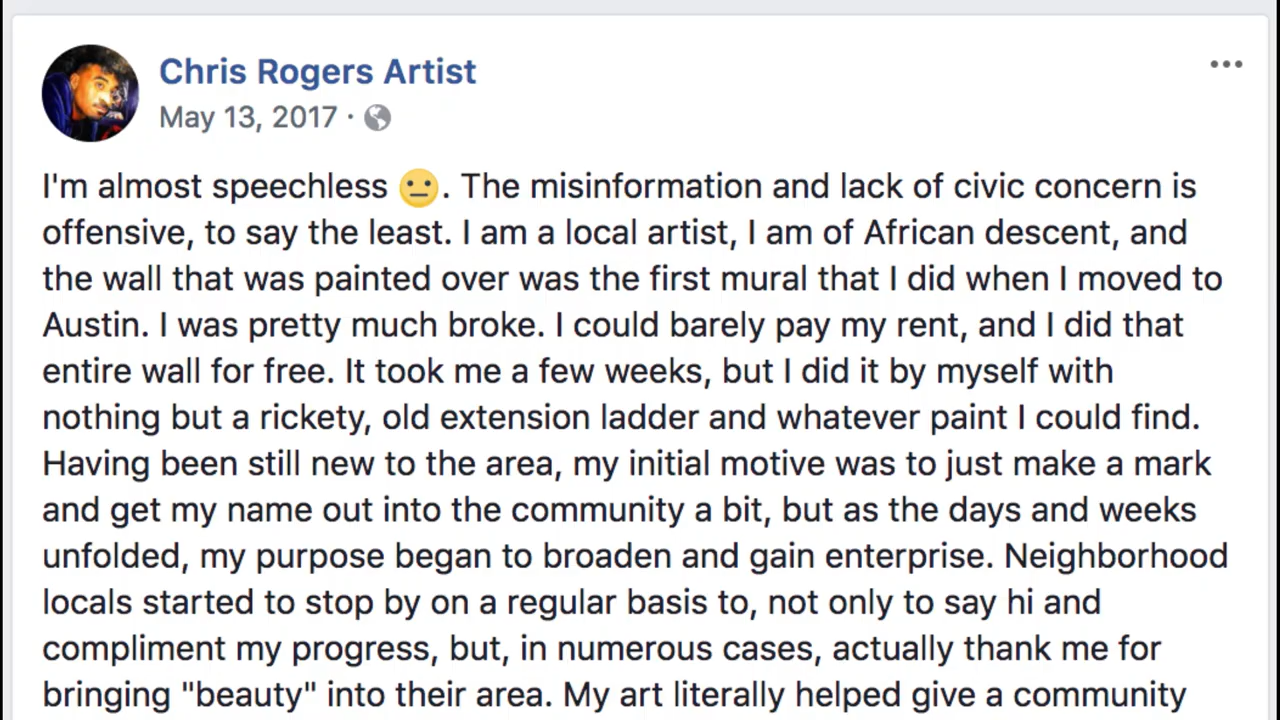 Chris Rogers Artist
May 13, 2017 ·
I'm almost speechless 😐. The misinformation and lack of civic concern is
offensive, to say the least. I am a local artist, I am of African descent, and
the wall that was painted over was the first mural that I did when I moved to
Austin. I was pretty much broke. I could barely pay my rent, and I did that
entire wall for free. It took me a few weeks, but I did it by myself with
nothing but a rickety, old extension ladder and whatever paint I could find.
Having been still new to the area, my initial motive was to just make a mark
and get my name out into the community a bit, but as the days and weeks
unfolded, my purpose began to broaden and gain enterprise. Neighborhood
locals started to stop by on a regular basis to, not only to say hi and
compliment my progress, but, in numerous cases, actually thank me for
bringing "beauty" into their area. My art literally helped give a community